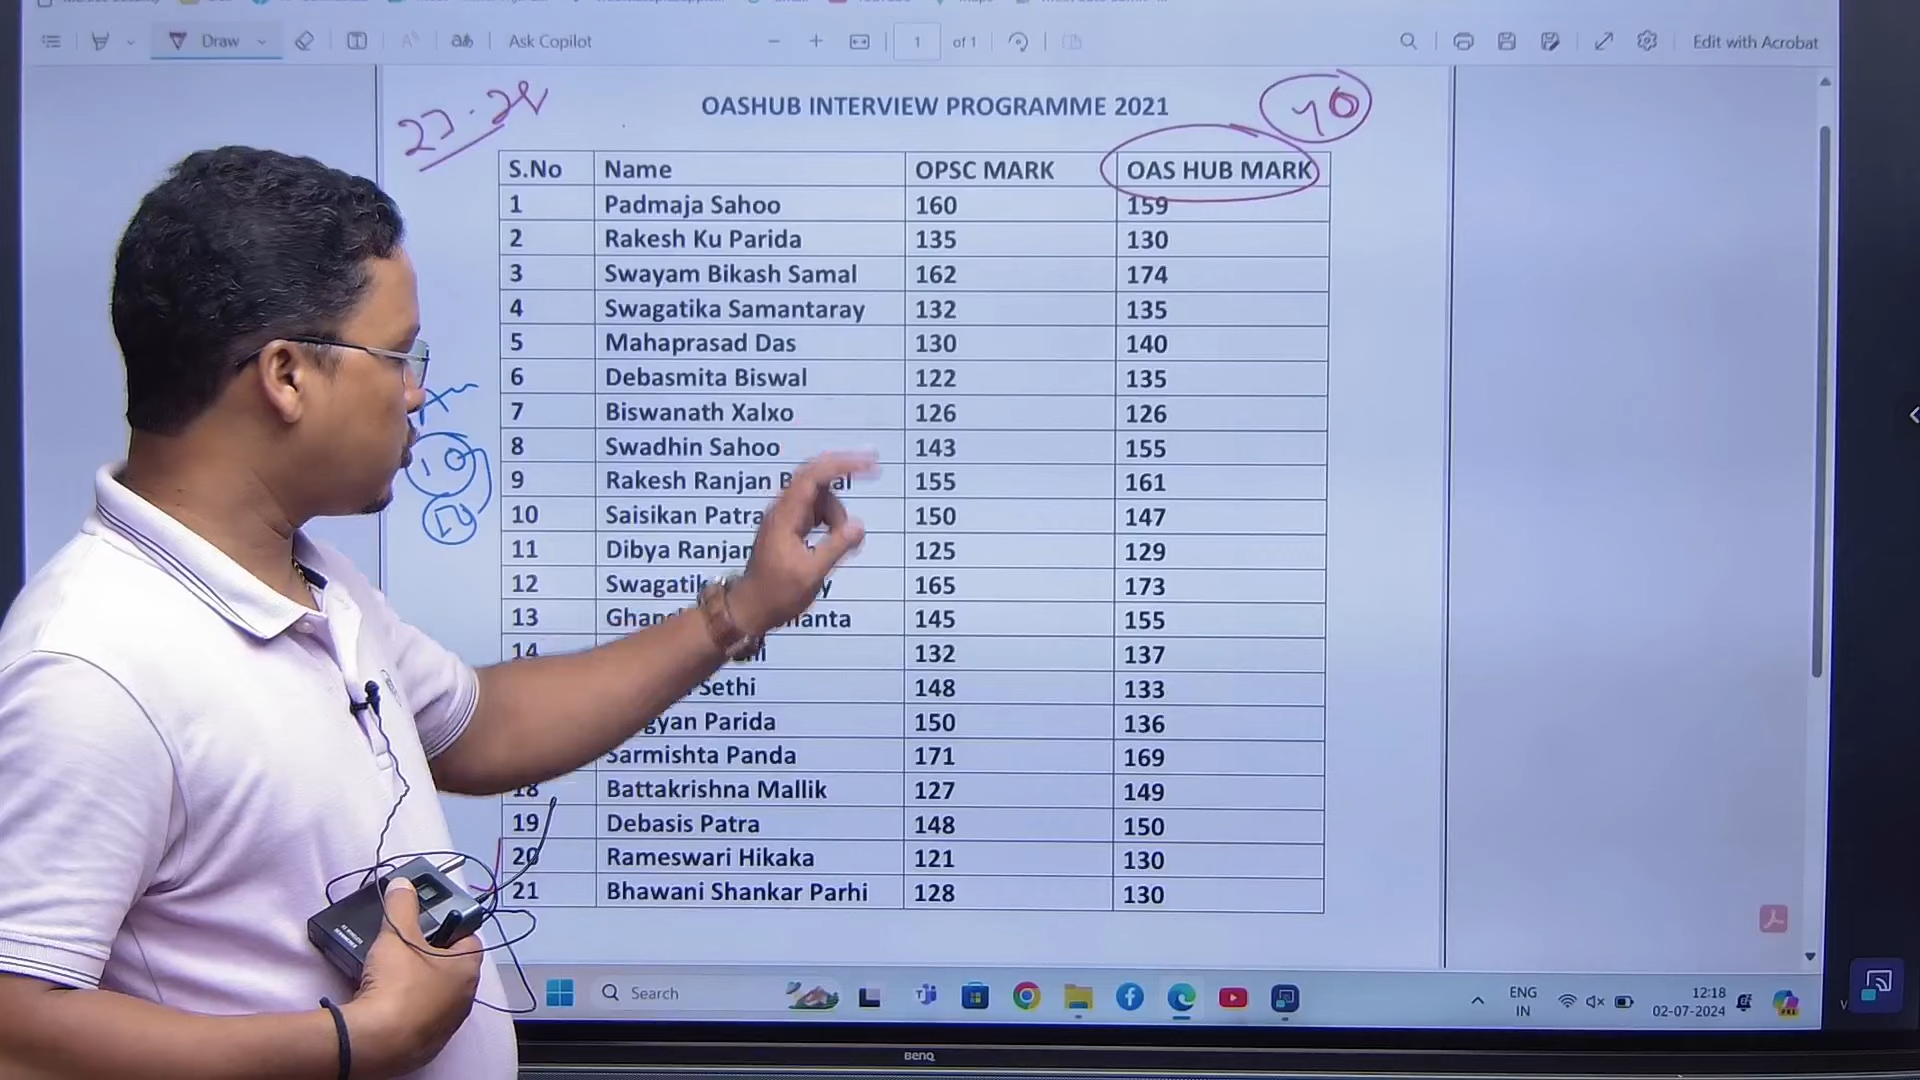 Draw
Ask Copilot
1 of 1
Edit with Acrobat
OASHUB INTERVIEW PROGRAMME 2021
S.No Name OPSC MARK OAS HUB MARK
1 Padmaja Sahoo 160 159
2 Rakesh Ku Parida 135 130
3 Swayam Bikash Samal 162 174
4 Swagatika Samantaray 132 135
5 Mahaprasad Das 130 140
6 Debasmita Biswal 122 135
7 Biswanath Xalxo 126 126
8 Swadhin Sahoo 143 155
9 Rakesh Ranjan 155 161
10 Saisikan Patra 150 147
11 Dibya Ranjan 125 129
12 165 173
13 145 155
14 132 137
Sethi 148 133
Parida 150 136
Sarmishta Panda 171 169
18 Battakrishna Mallik 127 149
19 Debasis Patra 148 150
20 Rameswari Hikaka 121 130
21 Bhawani Shankar Parhi 128 130
10
Search
ENG
IN
12:18
02-07-2024
BenQ